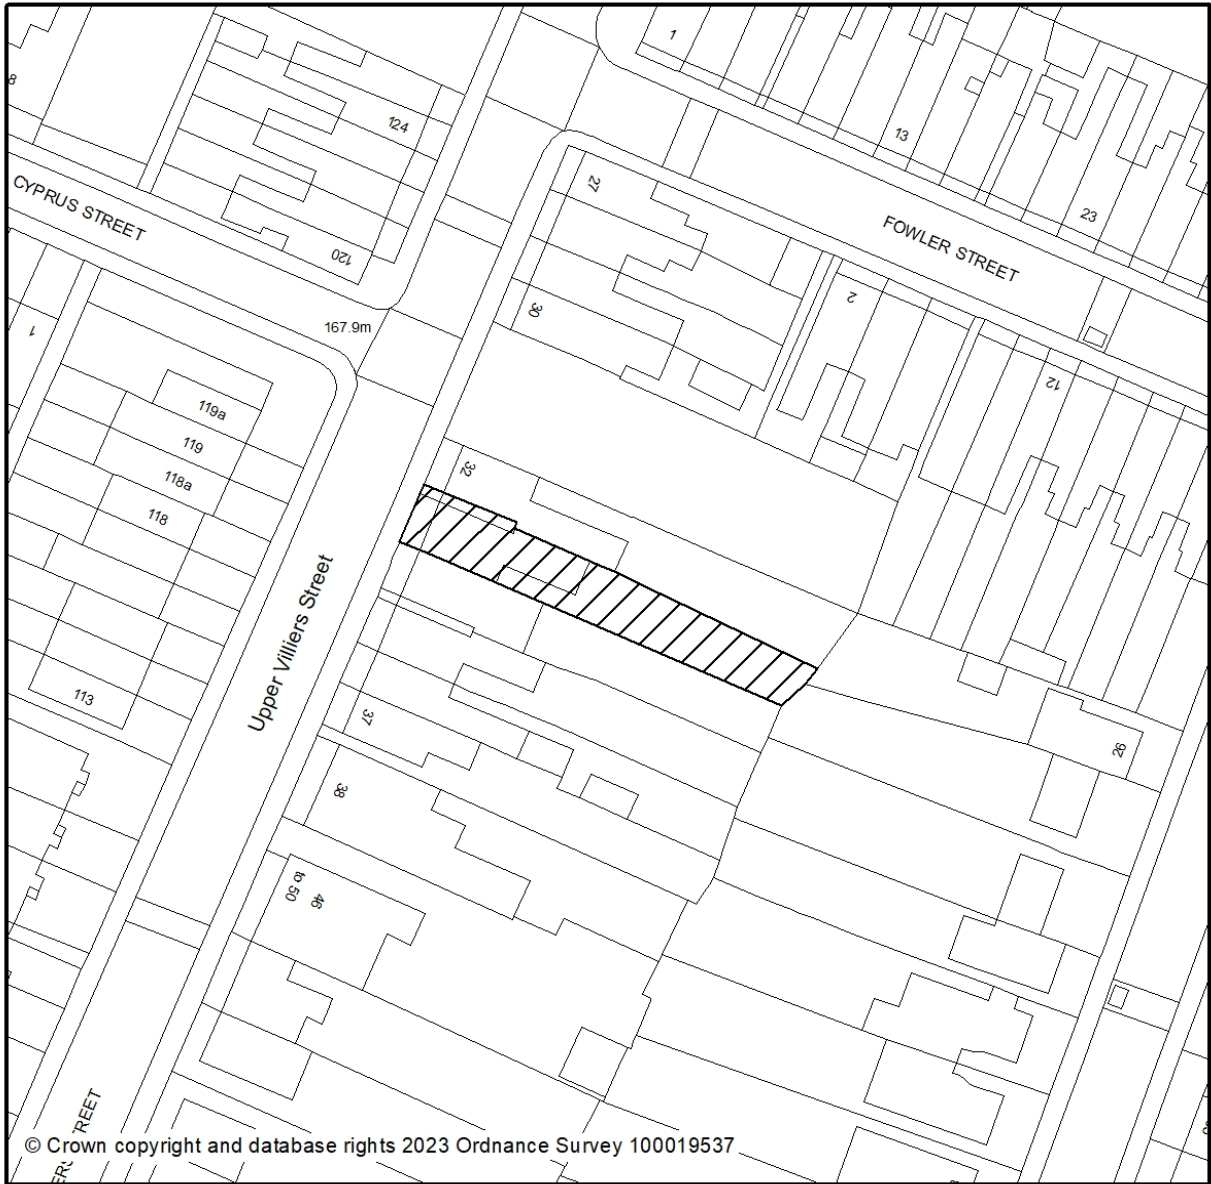 1
8
124
13
CYPRUS STREET
27
23
120
FOWLER STREET
2
30
167.9m
1
12
119a
119
32
118a
118
Upper Villiers Street
113
37
26
38
46
to 50
© Crown copyright and database rights 2023 Ordnance Survey 100019537